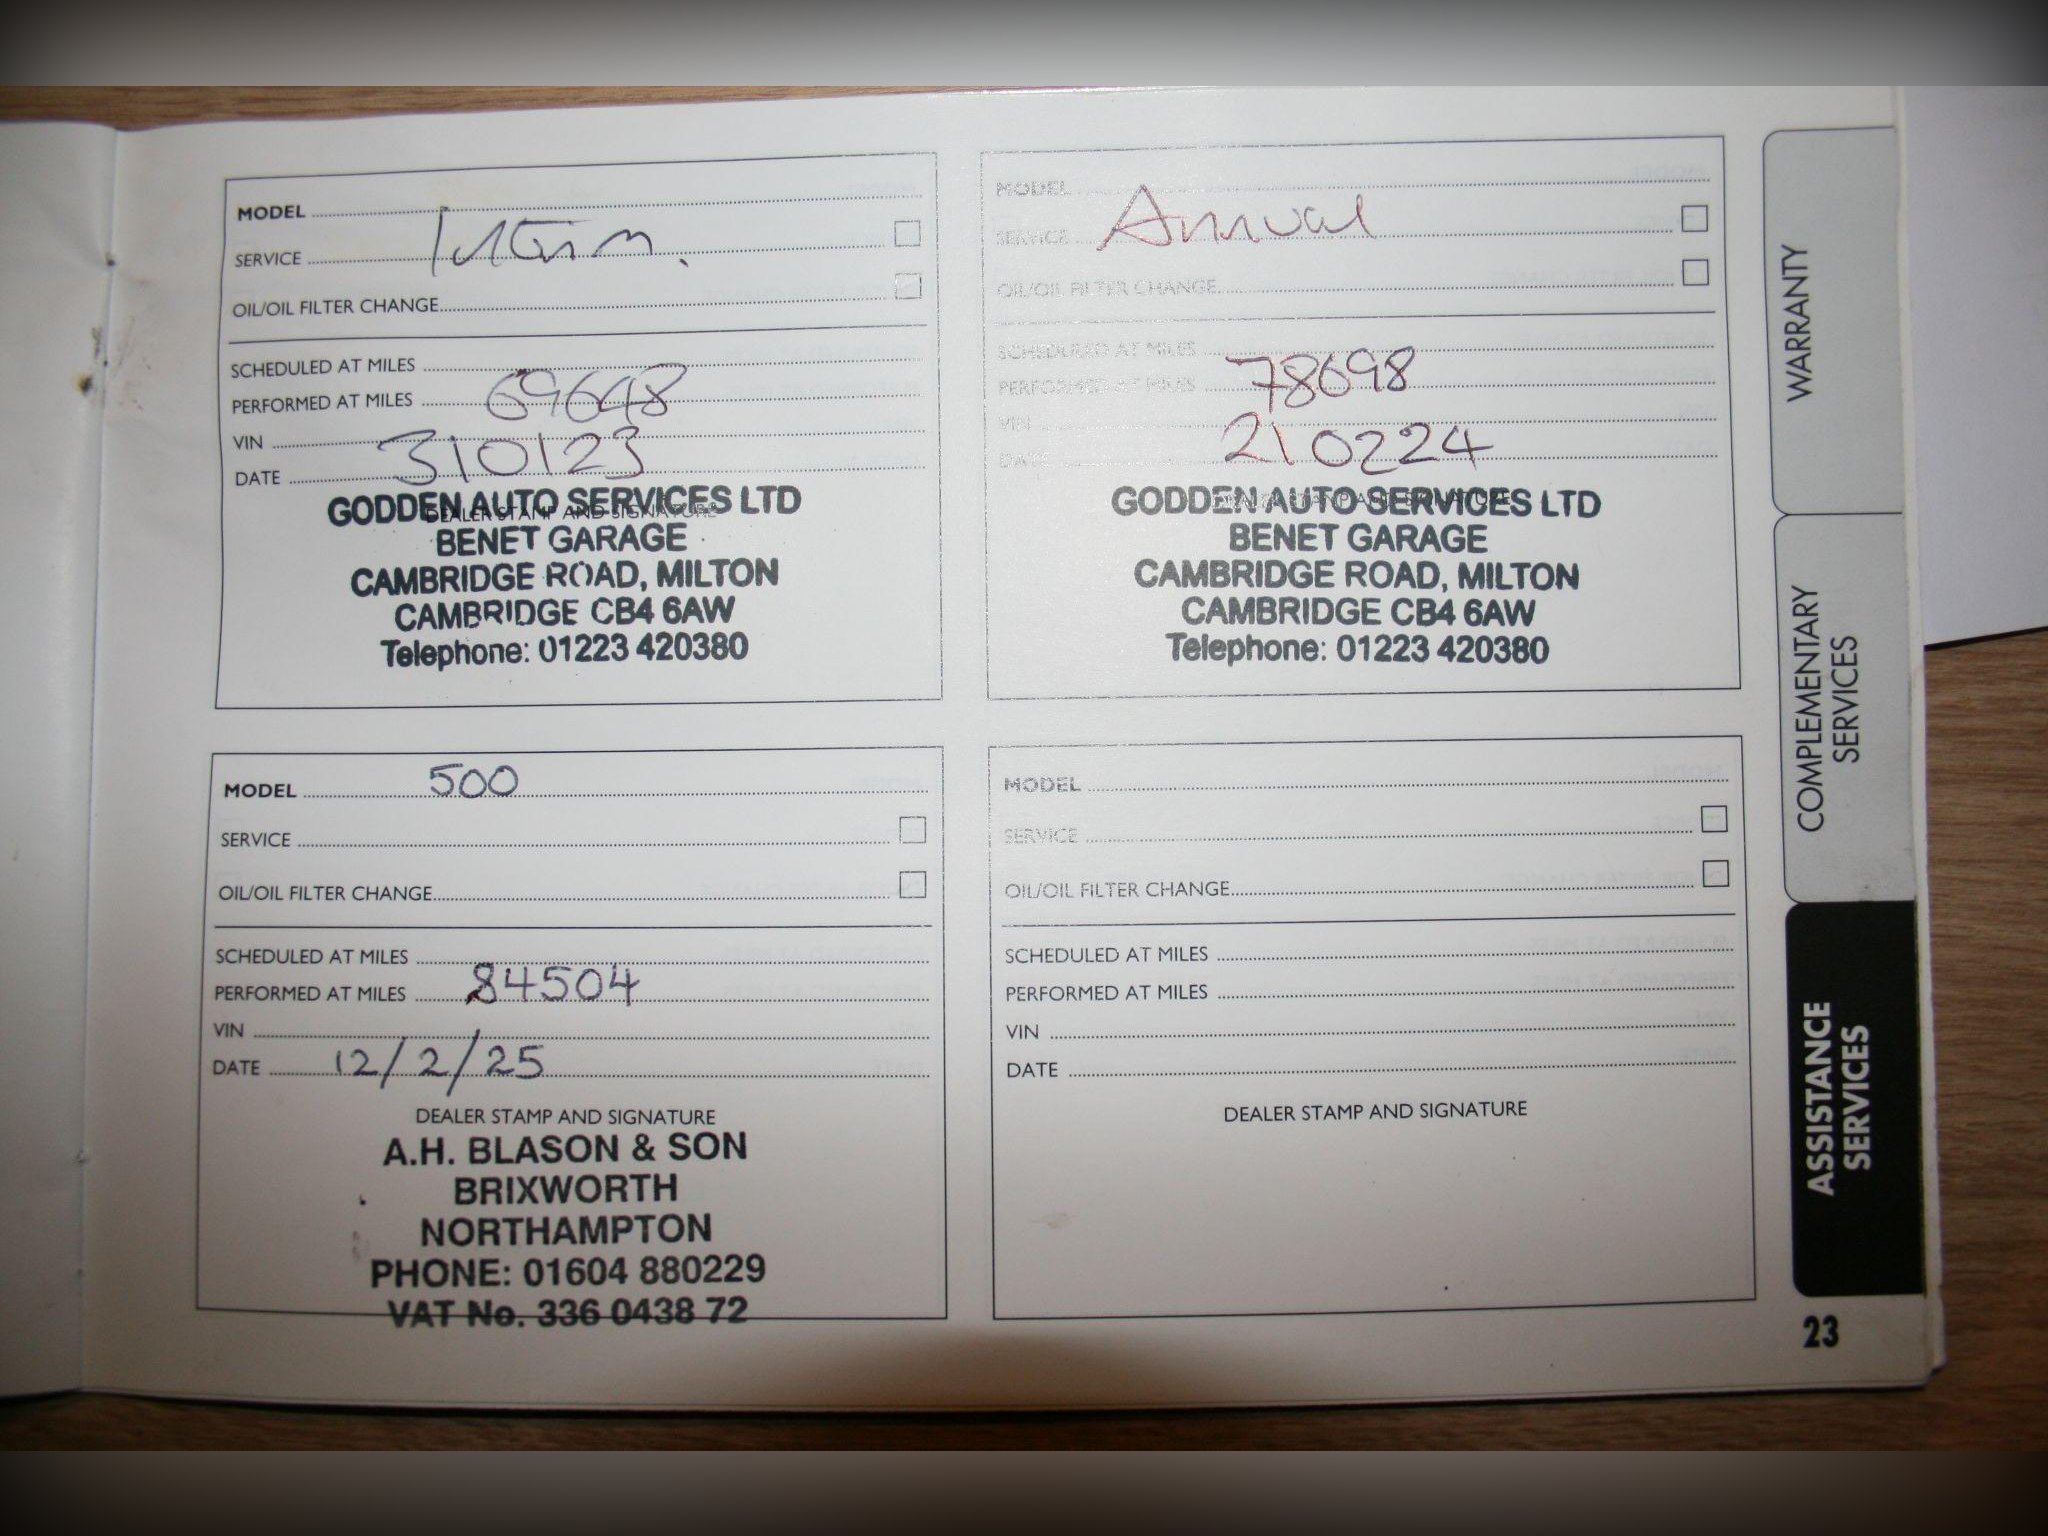 MODEL
SERVICE Interim.
OIL/OIL FILTER CHANGE
SCHEDULED AT MILES
PERFORMED AT MILES 69648
VIN
DATE 310123
DEALER STAMP AND SIGNATURE
GODDEN AUTO SERVICES LTD
BENET GARAGE
CAMBRIDGE ROAD, MILTON
CAMBRIDGE CB4 6AW
Telephone: 01223 420380
MODEL
SERVICE Annual
OIL/OIL FILTER CHANGE
SCHEDULED AT MILES
PERFORMED AT MILES 78698
VIN
DATE 210224
DEALER STAMP AND SIGNATURE
GODDEN AUTO SERVICES LTD
BENET GARAGE
CAMBRIDGE ROAD, MILTON
CAMBRIDGE CB4 6AW
Telephone: 01223 420380
MODEL 500
SERVICE
OIL/OIL FILTER CHANGE
SCHEDULED AT MILES
PERFORMED AT MILES 84504
VIN
DATE 12/2/25
DEALER STAMP AND SIGNATURE
A.H. BLASON & SON
BRIXWORTH
NORTHAMPTON
PHONE: 01604 880229
VAT No. 336 0438 72
MODEL
SERVICE
OIL/OIL FILTER CHANGE
SCHEDULED AT MILES
PERFORMED AT MILES
VIN
DATE
DEALER STAMP AND SIGNATURE
WARRANTY
COMPLEMENTARY
SERVICES
ASSISTANCE
SERVICES
23